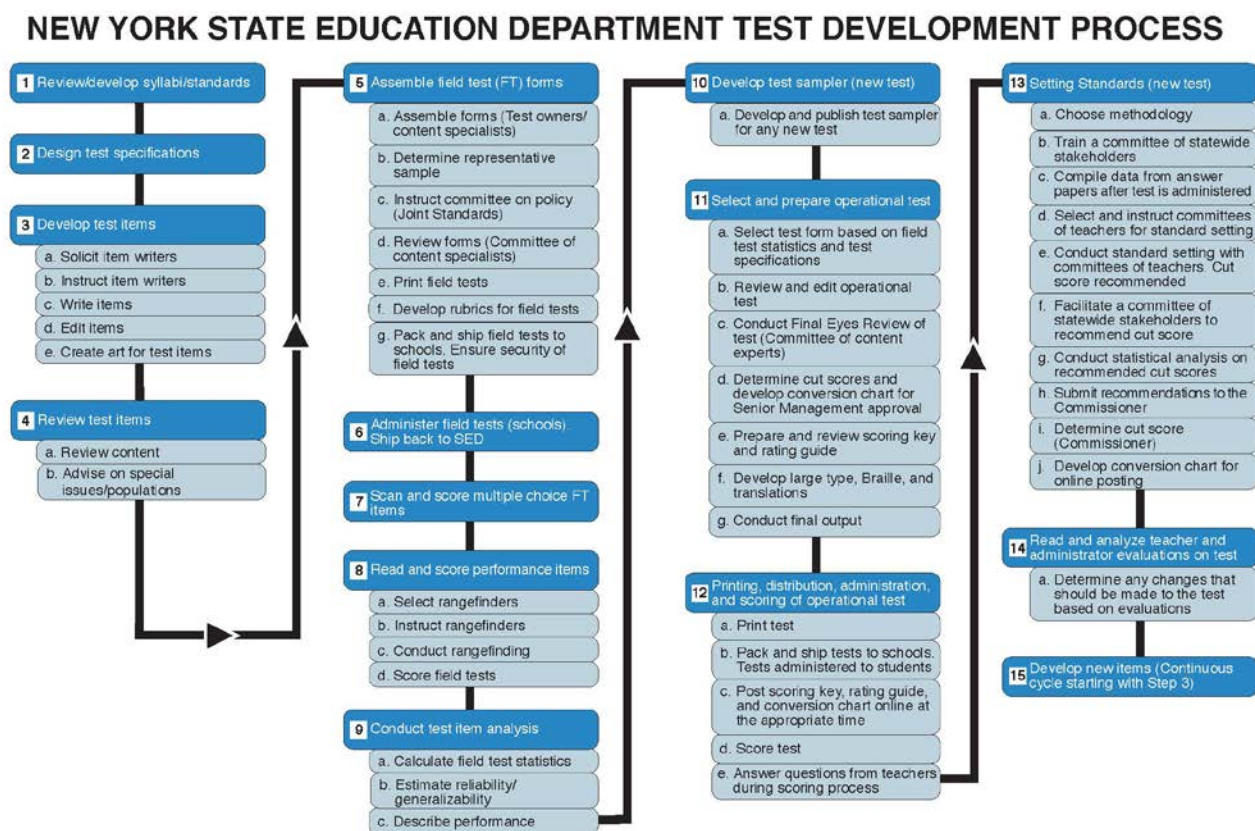 NEW YORK STATE EDUCATION DEPARTMENT TEST DEVELOPMENT PROCESS
1 Review/develop syllabi/standards
2 Design test specifications
3 Develop test items
a. Solicit item writers
b. Instruct item writers
c. Write items
d. Edit items
e. Create art for test items
4 Review test items
a. Review content
b. Advise on special
issues/populations
5 Assemble field test (FT) forms
a. Assemble forms (Test owners/
content specialists)
b. Determine representative
sample
c. Instruct committee on policy
(Joint Standards)
d. Review forms (Committee of
content specialists)
e. Print field tests
f. Develop rubrics for field tests
g. Pack and ship field tests to
schools. Ensure security of
field tests
6 Administer field tests (schools).
Ship back to SED
7 Scan and score multiple choice FT
items
8 Read and score performance items
a. Select rangefinders
b. Instruct rangefinders
c. Conduct rangefinding
d. Score field tests
9 Conduct test item analysis
a. Calculate field test statistics
b. Estimate reliability/
generalizability
c. Describe performance
10 Develop test sampler (new test)
a. Develop and publish test sampler
for any new test
11 Select and prepare operational test
a. Select test form based on field
test statistics and test
specifications
b. Review and edit operational
test
c. Conduct Final Eyes Review of
test (Committee of content
experts)
d. Determine cut scores and
develop conversion chart for
Senior Management approval
e. Prepare and review scoring key
and rating guide
f. Develop large type, Braille, and
translations
g. Conduct final output
12 Printing, distribution, administration,
and scoring of operational test
a. Print test
b. Pack and ship tests to schools.
Tests administered to students
c. Post scoring key, rating guide,
and conversion chart online at
the appropriate time
d. Score test
e. Answer questions from teachers
during scoring process
13 Setting Standards (new test)
a. Choose methodology
b. Train a committee of statewide
stakeholders
c. Compile data from answer
papers after test is administered
d. Select and instruct committees
of teachers for standard setting
e. Conduct standard setting with
committees of teachers. Cut
score recommended
f. Facilitate a committee of
statewide stakeholders to
recommend cut score
g. Conduct statistical analysis on
recommended cut scores
h. Submit recommendations to the
Commissioner
i. Determine cut score
(Commissioner)
j. Develop conversion chart for
online posting
14 Read and analyze teacher and
administrator evaluations on test
a. Determine any changes that
should be made to the test
based on evaluations
15 Develop new items (Continuous
cycle starting with Step 3)